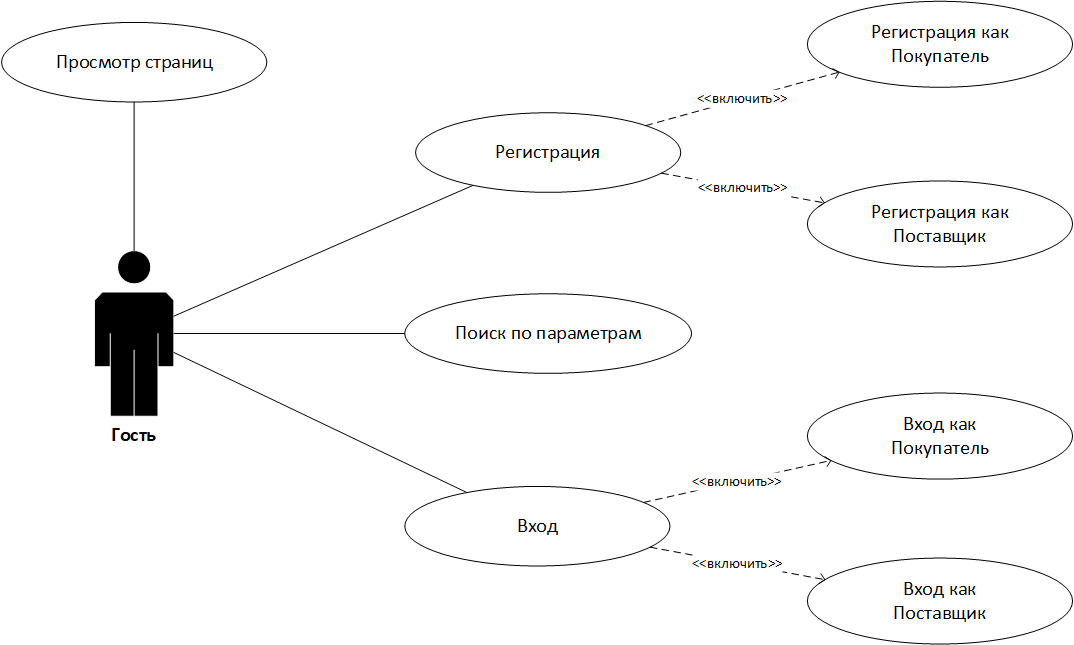 Просмотр страниц
Регистрация как
Покупатель
<<включить>>
Регистрация
<<включить>>
Регистрация как
Поставщик
Поиск по параметрам
Гость
Вход как
Покупатель
<<включить>>
Вход
<<включить>>
Вход как
Поставщик